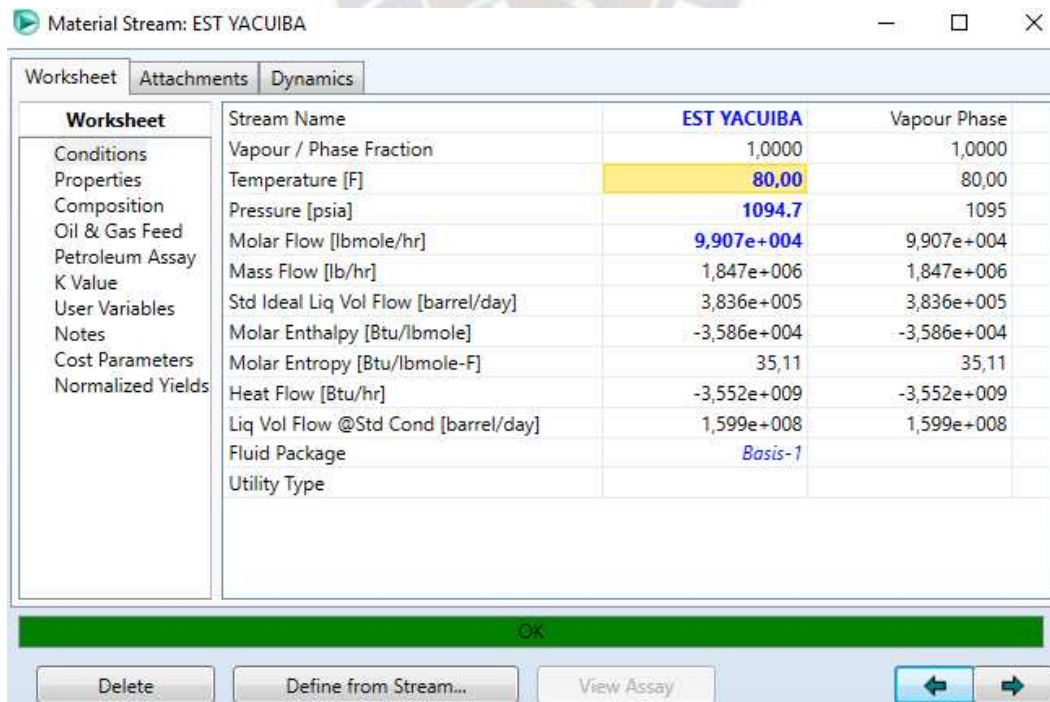 Material Stream: EST YACUIBA
Worksheet Attachments Dynamics
Worksheet
Conditions
Properties
Composition
Oil & Gas Feed
Petroleum Assay
K Value
User Variables
Notes
Cost Parameters
Normalized Yields
Stream Name EST YACUIBA Vapour Phase
Vapour / Phase Fraction 1,0000 1,0000
Temperature [F] 80,00 80,00
Pressure [psia] 1094.7 1095
Molar Flow [lbmole/hr] 9,907e+004 9,907e+004
Mass Flow [lb/hr] 1,847e+006 1,847e+006
Std Ideal Liq Vol Flow [barrel/day] 3,836e+005 3,836e+005
Molar Enthalpy [Btu/lbmole] -3,586e+004 -3,586e+004
Molar Entropy [Btu/lbmole-F] 35,11 35,11
Heat Flow [Btu/hr] -3,552e+009 -3,552e+009
Liq Vol Flow @Std Cond [barrel/day] 1,599e+008 1,599e+008
Fluid Package Basis-1
Utility Type
OK
Delete Define from Stream... View Assay